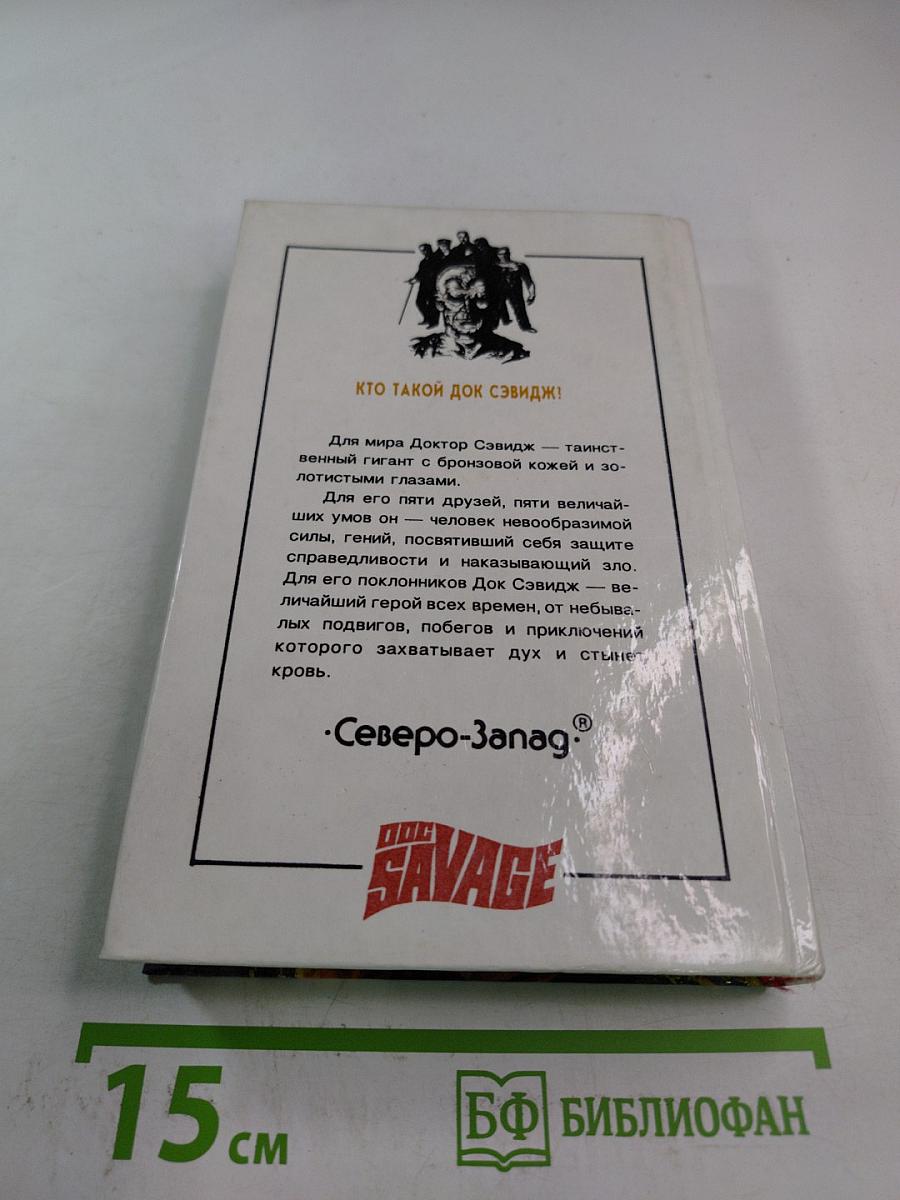 КТО ТАКОЙ ДОК СЭВИДЖ?
Для мира Доктор Сэвидж — таинст-
венный гигант с бронзовой кожей и зо-
лотистыми глазами.
Для его пяти друзей, пяти величай-
ших умов он — человек невообразимой
силы, гений, посвятивший себя защите
справедливости и наказывающий зло.
Для его поклонников Док Сэвидж — ве-
личайший герой всех времен, от небыва-
лых подвигов, побегов и приключений
которого захватывает дух и стынет
кровь.
·Северо-Запад·®
DOC
SAVAGE
15 см
БФ БИБЛИОФАН